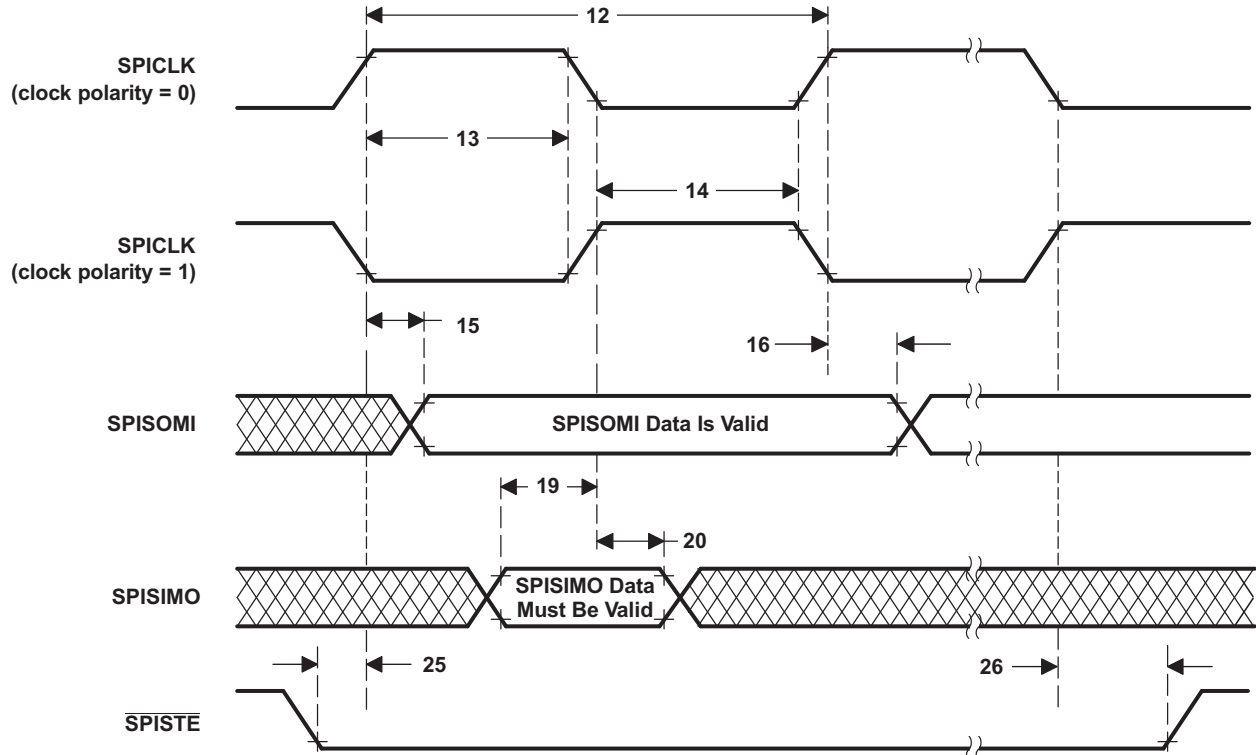 12
SPICLK
(clock polarity = 0)
13
14
SPICLK
(clock polarity = 1)
15
16
SPISOMI
SPISOMI Data Is Valid
19
20
SPISIMO
SPISIMO Data
Must Be Valid
25
26
SPISTE